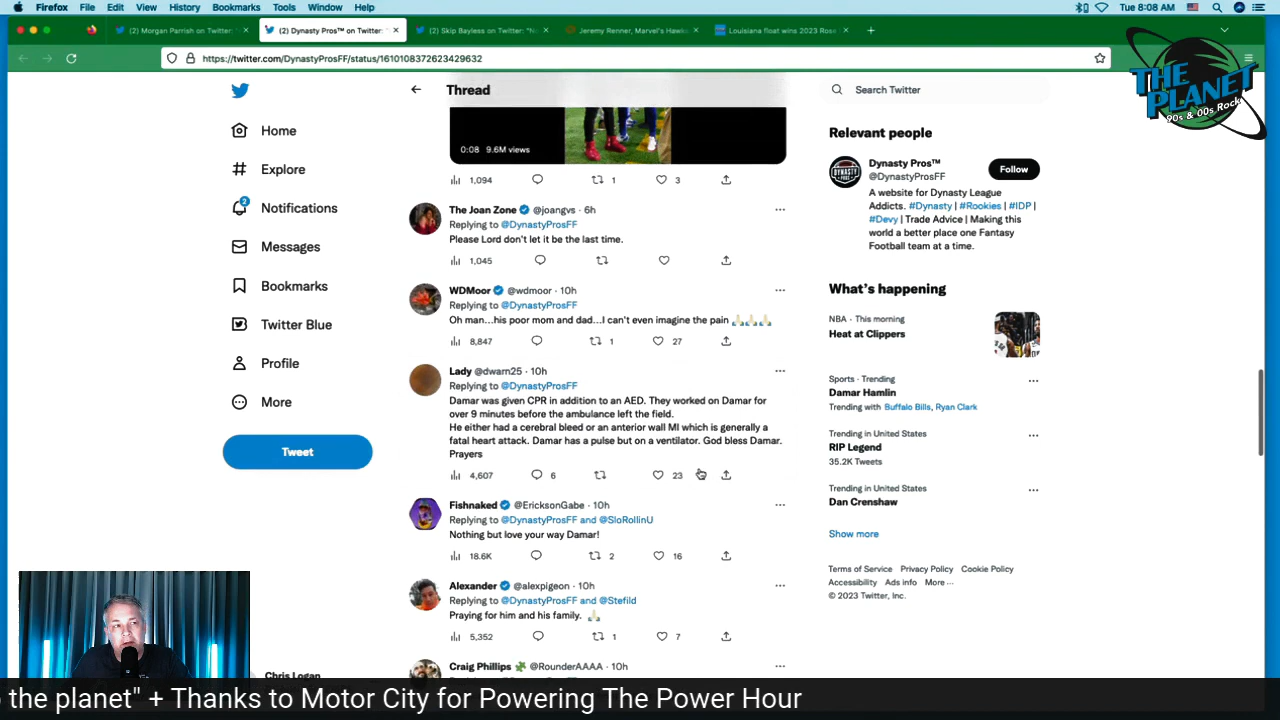 Firefox File Edit View History Bookmarks Tools Window Help
Tue 8:08 AM
(2) Morgan Parrish on Twitter: "
(2) Dynasty Pros™ on Twitter: "
(2) Skip Bayless on Twitter: "No
Jeremy Renner, Marvel's Hawk
Louisiana float wins 2023 Rose
https://twitter.com/DynastyProsFF/status/1610108372623429632
THE PLANET
90s & 00s Rock
Home
Explore
2
Notifications
Messages
Bookmarks
Twitter Blue
Profile
More
Tweet
Chris Logan
Thread
0:08 9.6M views
1,094 1 3
The Joan Zone @joangvs · 6h
Replying to @DynastyProsFF
Please Lord don't let it be the last time.
1,045
WDMoor @wdmoor · 10h
Replying to @DynastyProsFF
Oh man...his poor mom and dad...I can't even imagine the pain 🙏🏻🙏🏻🙏🏻
8,847 1 27
Lady @dwarn25 · 10h
Replying to @DynastyProsFF
Damar was given CPR in addition to an AED. They worked on Damar for
over 9 minutes before the ambulance left the field.
He either had a cerebral bleed or an anterior wall MI which is generally a
fatal heart attack. Damar has a pulse but on a ventilator. God bless Damar.
Prayers
4,607 6 23
Fishnaked @EricksonGabe · 10h
Replying to @DynastyProsFF and @SloRollinU
Nothing but love your way Damar!
18.6K 2 16
Alexander @alexpigeon · 10h
Replying to @DynastyProsFF and @Stefild
Praying for him and his family. 🙏🏻
5,352 1 7
Craig Phillips @RounderAAAA · 10h
Search Twitter
Relevant people
DYNASTY PROS
Dynasty Pros™
@DynastyProsFF
Follow
A website for Dynasty League
Addicts. #Dynasty | #Rookies | #IDP |
#Devy | Trade Advice | Making this
world a better place one Fantasy
Football team at a time.
What's happening
NBA · This morning
Heat at Clippers
Sports · Trending
Damar Hamlin
Trending with Buffalo Bills, Ryan Clark
Trending in United States
RIP Legend
35.2K Tweets
Trending in United States
Dan Crenshaw
Show more
Terms of Service Privacy Policy Cookie Policy
Accessibility Ads info More ···
© 2023 Twitter, Inc.
o the planet" + Thanks to Motor City for Powering The Power Hour